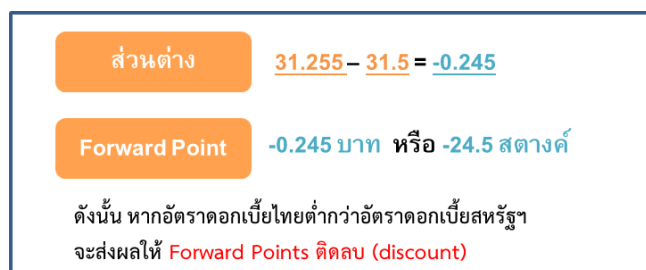 ส่วนต่าง 31.255 – 31.5 = -0.245
Forward Point -0.245 บาท หรือ -24.5 สตางค์
ดังนั้น หากอัตราดอกเบี้ยไทยต่ำกว่าอัตราดอกเบี้ยสหรัฐฯ
จะส่งผลให้ Forward Points ติดลบ (discount)